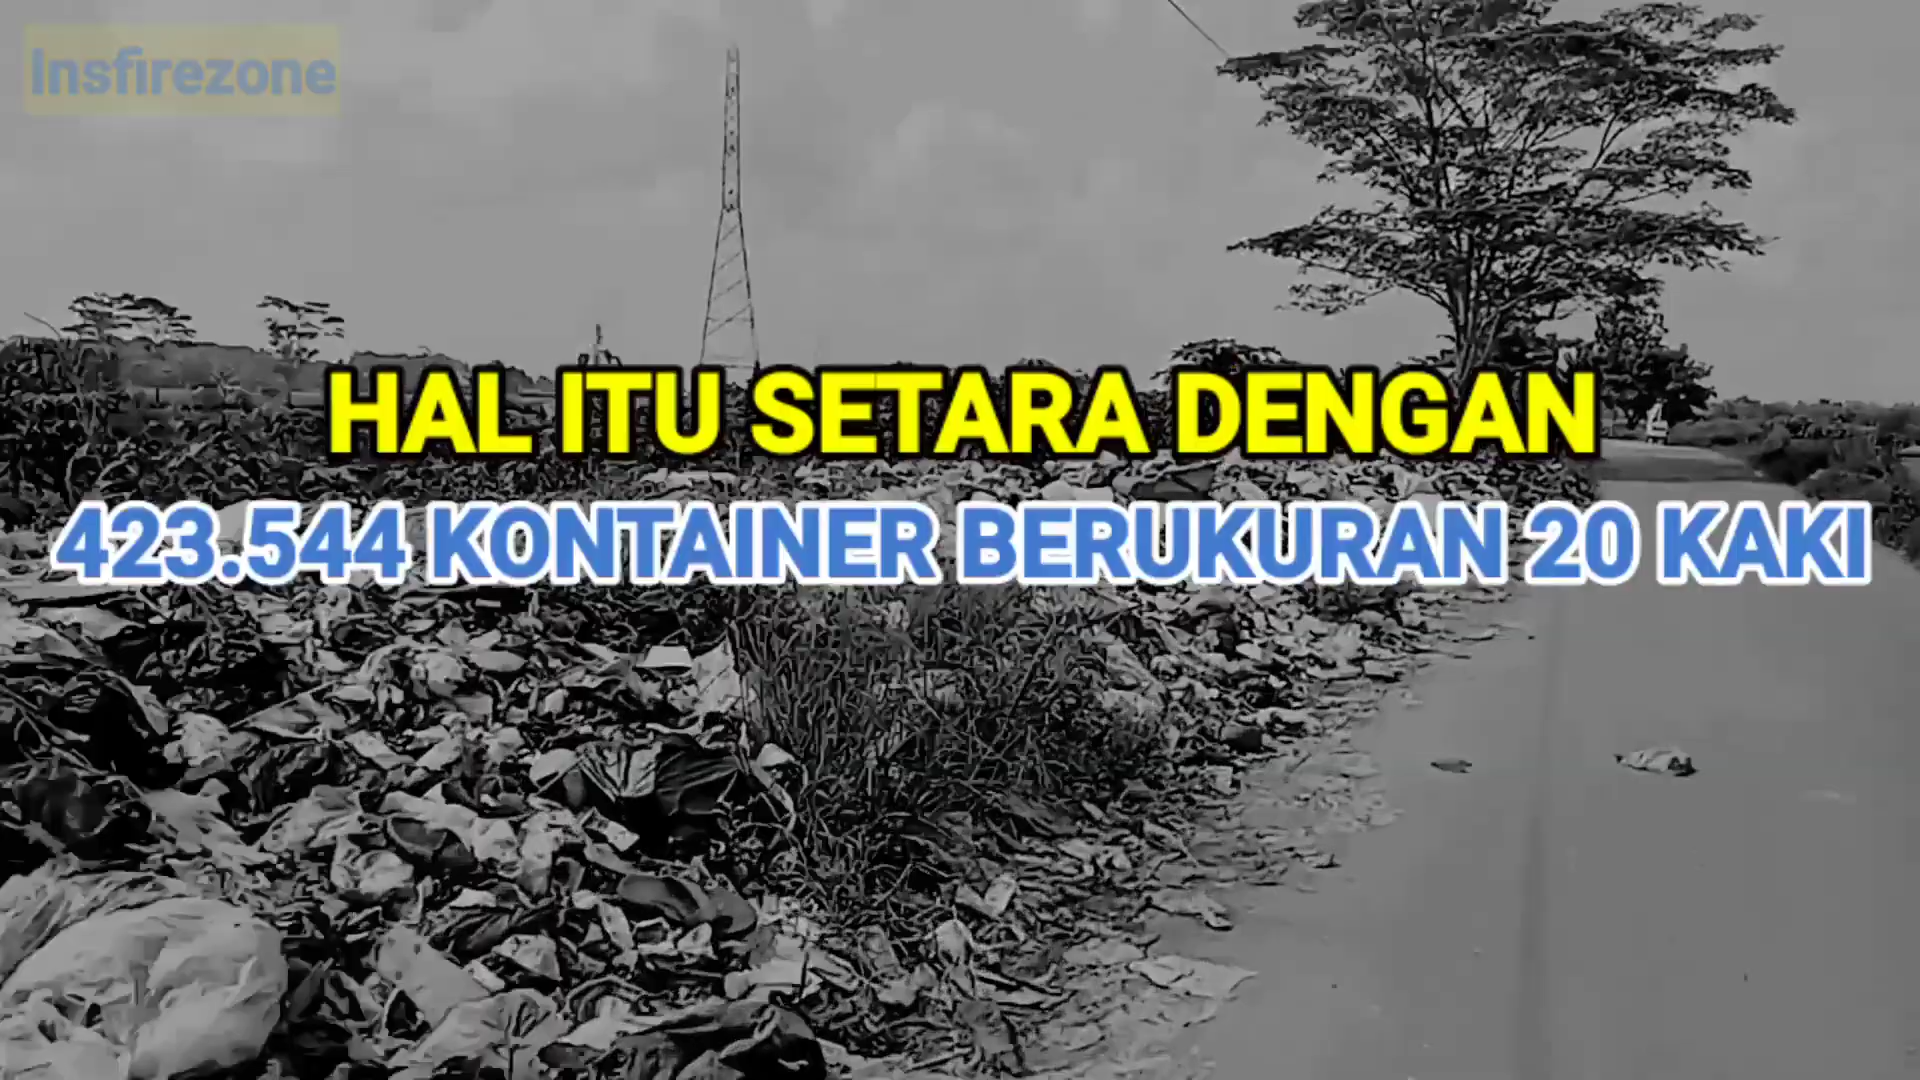 Insfirezone
HAL ITU SETARA DENGAN
423.544 KONTAINER BERUKURAN 20 KAKI